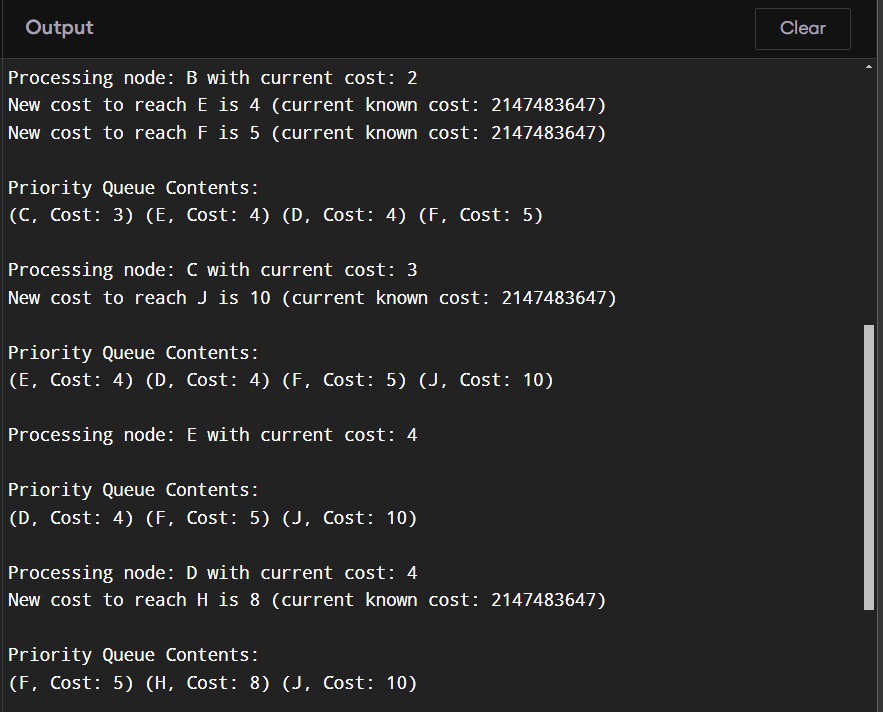 Output
Clear
Processing node: B with current cost: 2
New cost to reach E is 4 (current known cost: 2147483647)
New cost to reach F is 5 (current known cost: 2147483647)
Priority Queue Contents:
(C, Cost: 3) (E, Cost: 4) (D, Cost: 4) (F, Cost: 5)
Processing node: C with current cost: 3
New cost to reach J is 10 (current known cost: 2147483647)
Priority Queue Contents:
(E, Cost: 4) (D, Cost: 4) (F, Cost: 5) (J, Cost: 10)
Processing node: E with current cost: 4
Priority Queue Contents:
(D, Cost: 4) (F, Cost: 5) (J, Cost: 10)
Processing node: D with current cost: 4
New cost to reach H is 8 (current known cost: 2147483647)
Priority Queue Contents:
(F, Cost: 5) (H, Cost: 8) (J, Cost: 10)